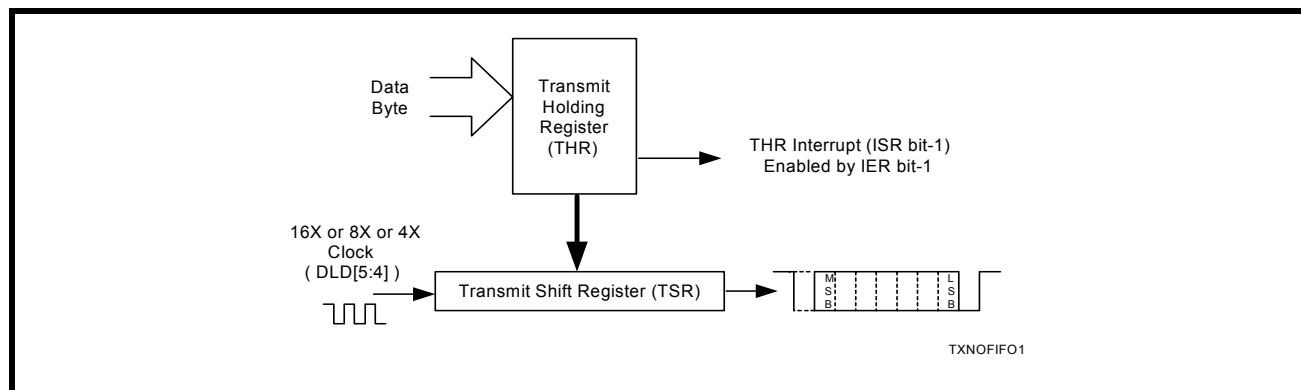 Data
Byte
Transmit
Holding
Register
(THR)
THR Interrupt (ISR bit-1)
Enabled by IER bit-1
16X or 8X or 4X
Clock
( DLD[5:4] )
Transmit Shift Register (TSR)
M
S
B
L
S
B
TXNOFIFO1